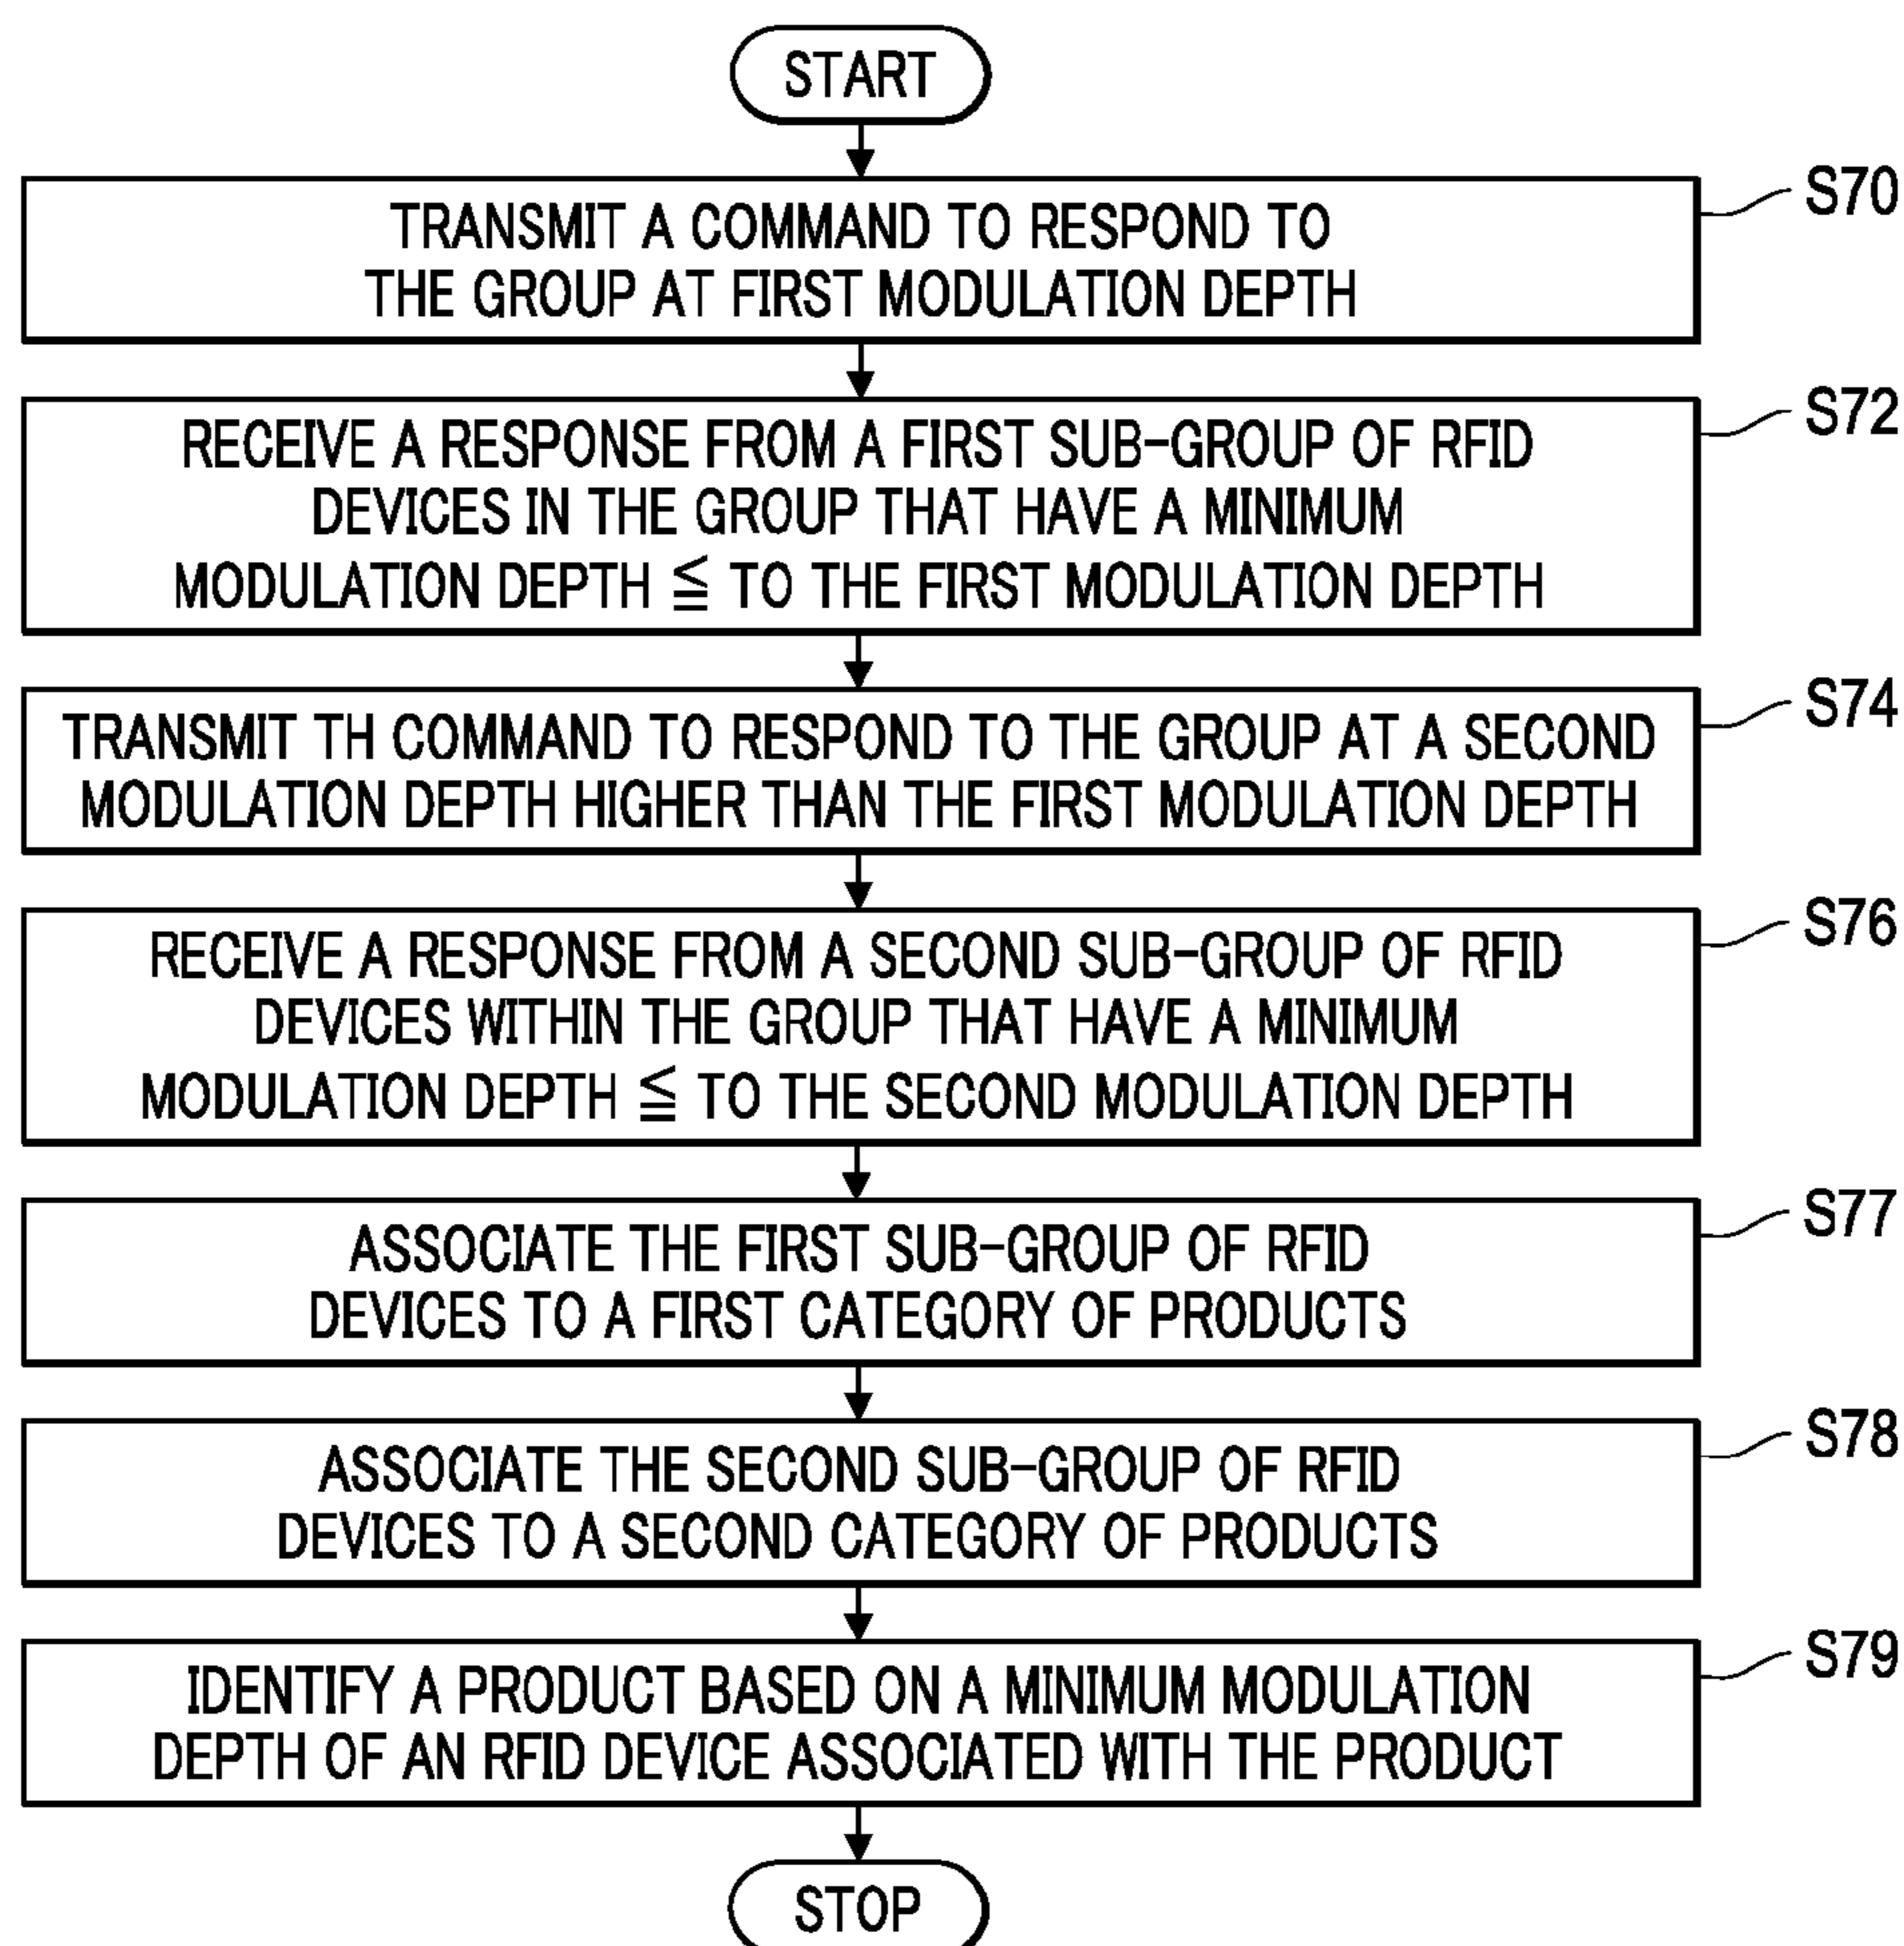 START
S70
TRANSMIT A COMMAND TO RESPOND TO
THE GROUP AT FIRST MODULATION DEPTH
S72
RECEIVE A RESPONSE FROM A FIRST SUB-GROUP OF RFID
DEVICES IN THE GROUP THAT HAVE A MINIMUM
MODULATION DEPTH ≦ TO THE FIRST MODULATION DEPTH
S74
TRANSMIT TH COMMAND TO RESPOND TO THE GROUP AT A SECOND
MODULATION DEPTH HIGHER THAN THE FIRST MODULATION DEPTH
S76
RECEIVE A RESPONSE FROM A SECOND SUB-GROUP OF RFID
DEVICES WITHIN THE GROUP THAT HAVE A MINIMUM
MODULATION DEPTH ≦ TO THE SECOND MODULATION DEPTH
S77
ASSOCIATE THE FIRST SUB-GROUP OF RFID
DEVICES TO A FIRST CATEGORY OF PRODUCTS
S78
ASSOCIATE THE SECOND SUB-GROUP OF RFID
DEVICES TO A SECOND CATEGORY OF PRODUCTS
S79
IDENTIFY A PRODUCT BASED ON A MINIMUM MODULATION
DEPTH OF AN RFID DEVICE ASSOCIATED WITH THE PRODUCT
STOP